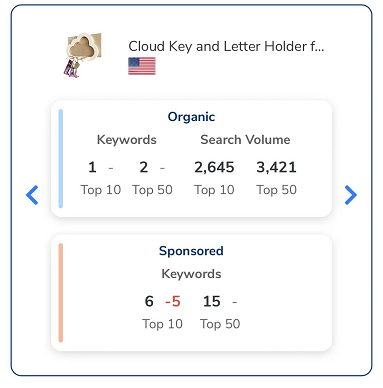 Cloud Key and Letter Holder f...
Organic
Keywords Search Volume
1 - 2 - 2,645 3,421
Top 10 Top 50 Top 10 Top 50
Sponsored
Keywords
6 -5 15 -
Top 10 Top 50